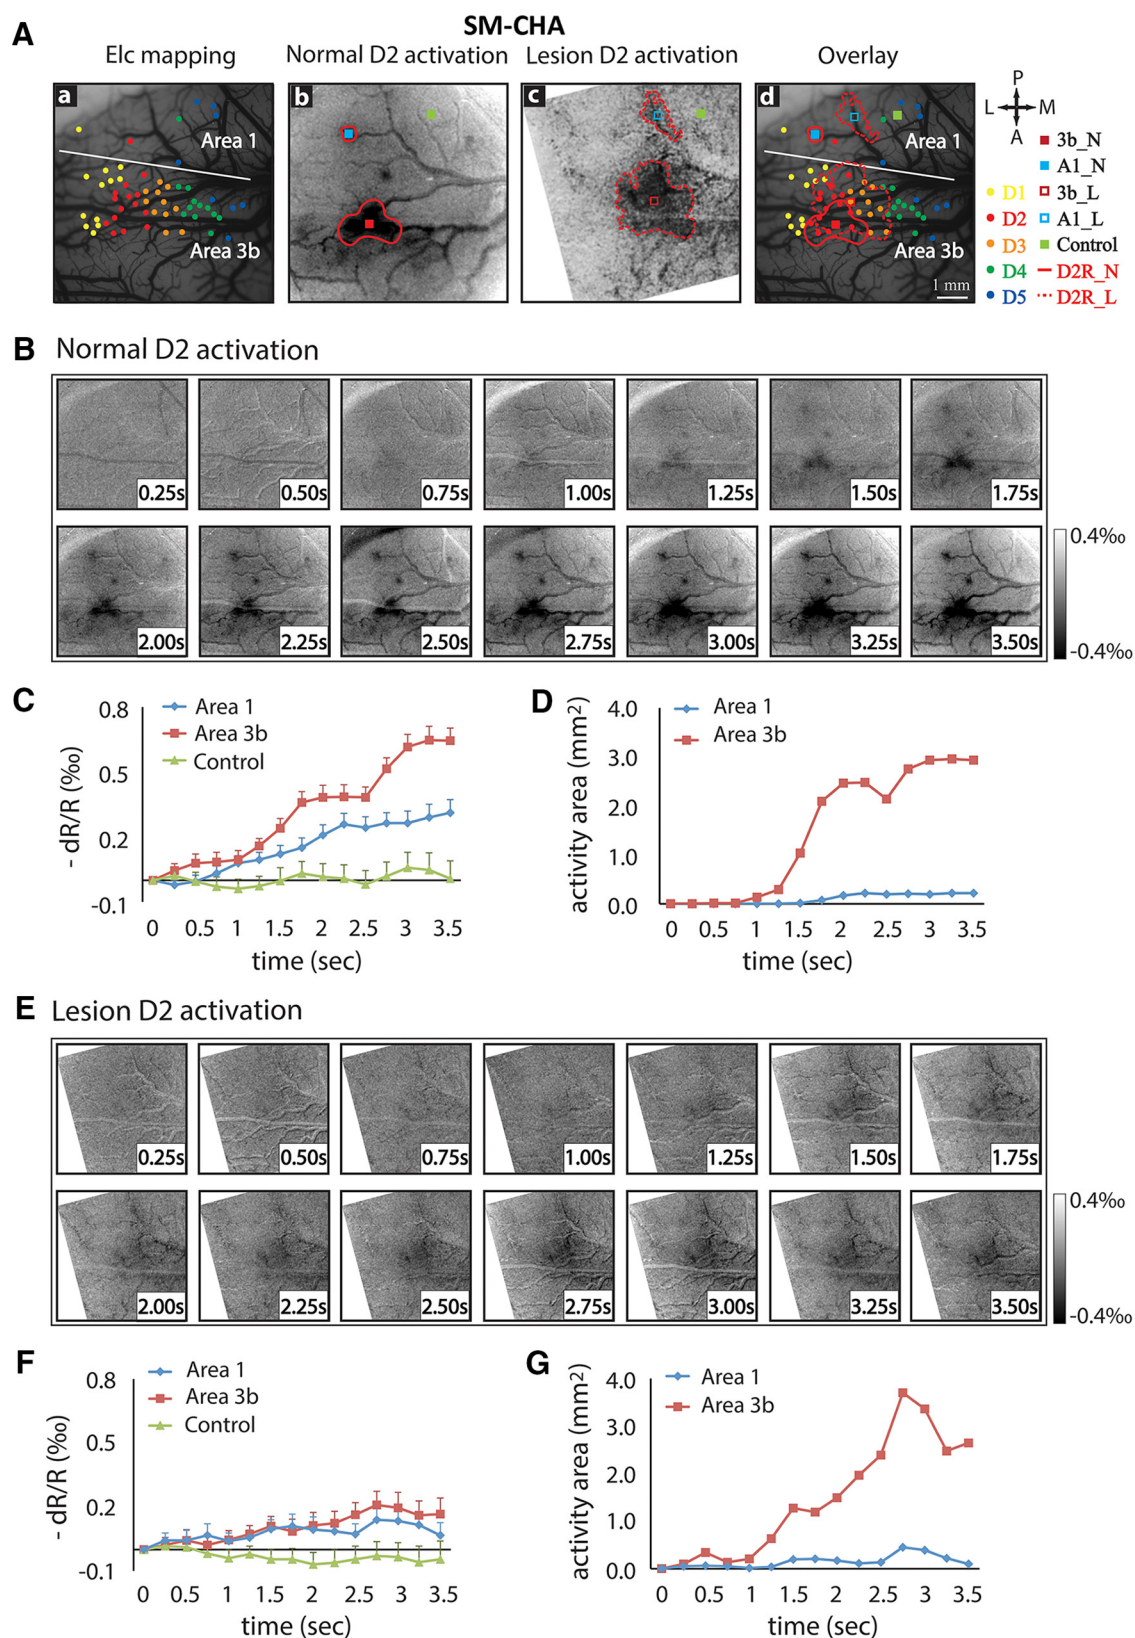 SM-CHA
A
Elc mapping
Normal D2 activation
Lesion D2 activation
Overlay
a
Area 1
Area 3b
b
c
d
Area 1
Area 3b
1 mm
P
L
M
A
3b_N
A1_N
D1
3b_L
D2
A1_L
D3
Control
D4
D2R_N
D5
D2R_L
B
Normal D2 activation
0.25s
0.50s
0.75s
1.00s
1.25s
1.50s
1.75s
2.00s
2.25s
2.50s
2.75s
3.00s
3.25s
3.50s
0.4‰
-0.4‰
C
- dR/R (‰)
0.8
0.5
0.2
-0.1
Area 1
Area 3b
Control
0 0.5 1 1.5 2 2.5 3 3.5
time (sec)
D
activity area (mm²)
4.0
3.0
2.0
1.0
0.0
Area 1
Area 3b
0 0.5 1 1.5 2 2.5 3 3.5
time (sec)
E
Lesion D2 activation
0.25s
0.50s
0.75s
1.00s
1.25s
1.50s
1.75s
2.00s
2.25s
2.50s
2.75s
3.00s
3.25s
3.50s
0.4‰
-0.4‰
F
- dR/R (‰)
0.8
0.5
0.2
-0.1
Area 1
Area 3b
Control
0 0.5 1 1.5 2 2.5 3 3.5
time (sec)
G
activity area (mm²)
4.0
3.0
2.0
1.0
0.0
Area 1
Area 3b
0 0.5 1 1.5 2 2.5 3 3.5
time (sec)